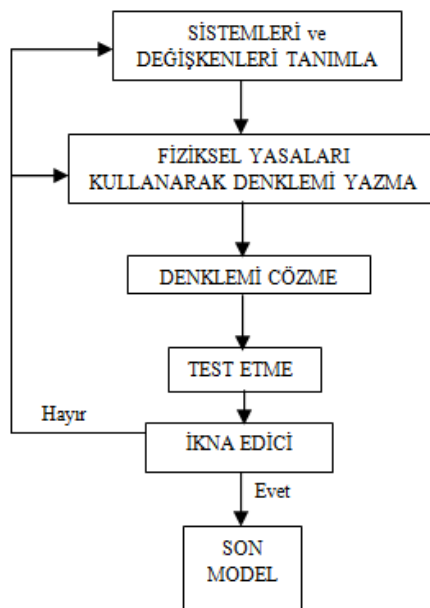 SİSTEMLERİ ve
DEĞİŞKENLERİ TANIMLA
FİZİKSEL YASALARI
KULLANARAK DENKLEMİ YAZMA
DENKLEMİ CÖZME
TEST ETME
Hayır
İKNA EDİCİ
Evet
SON
MODEL